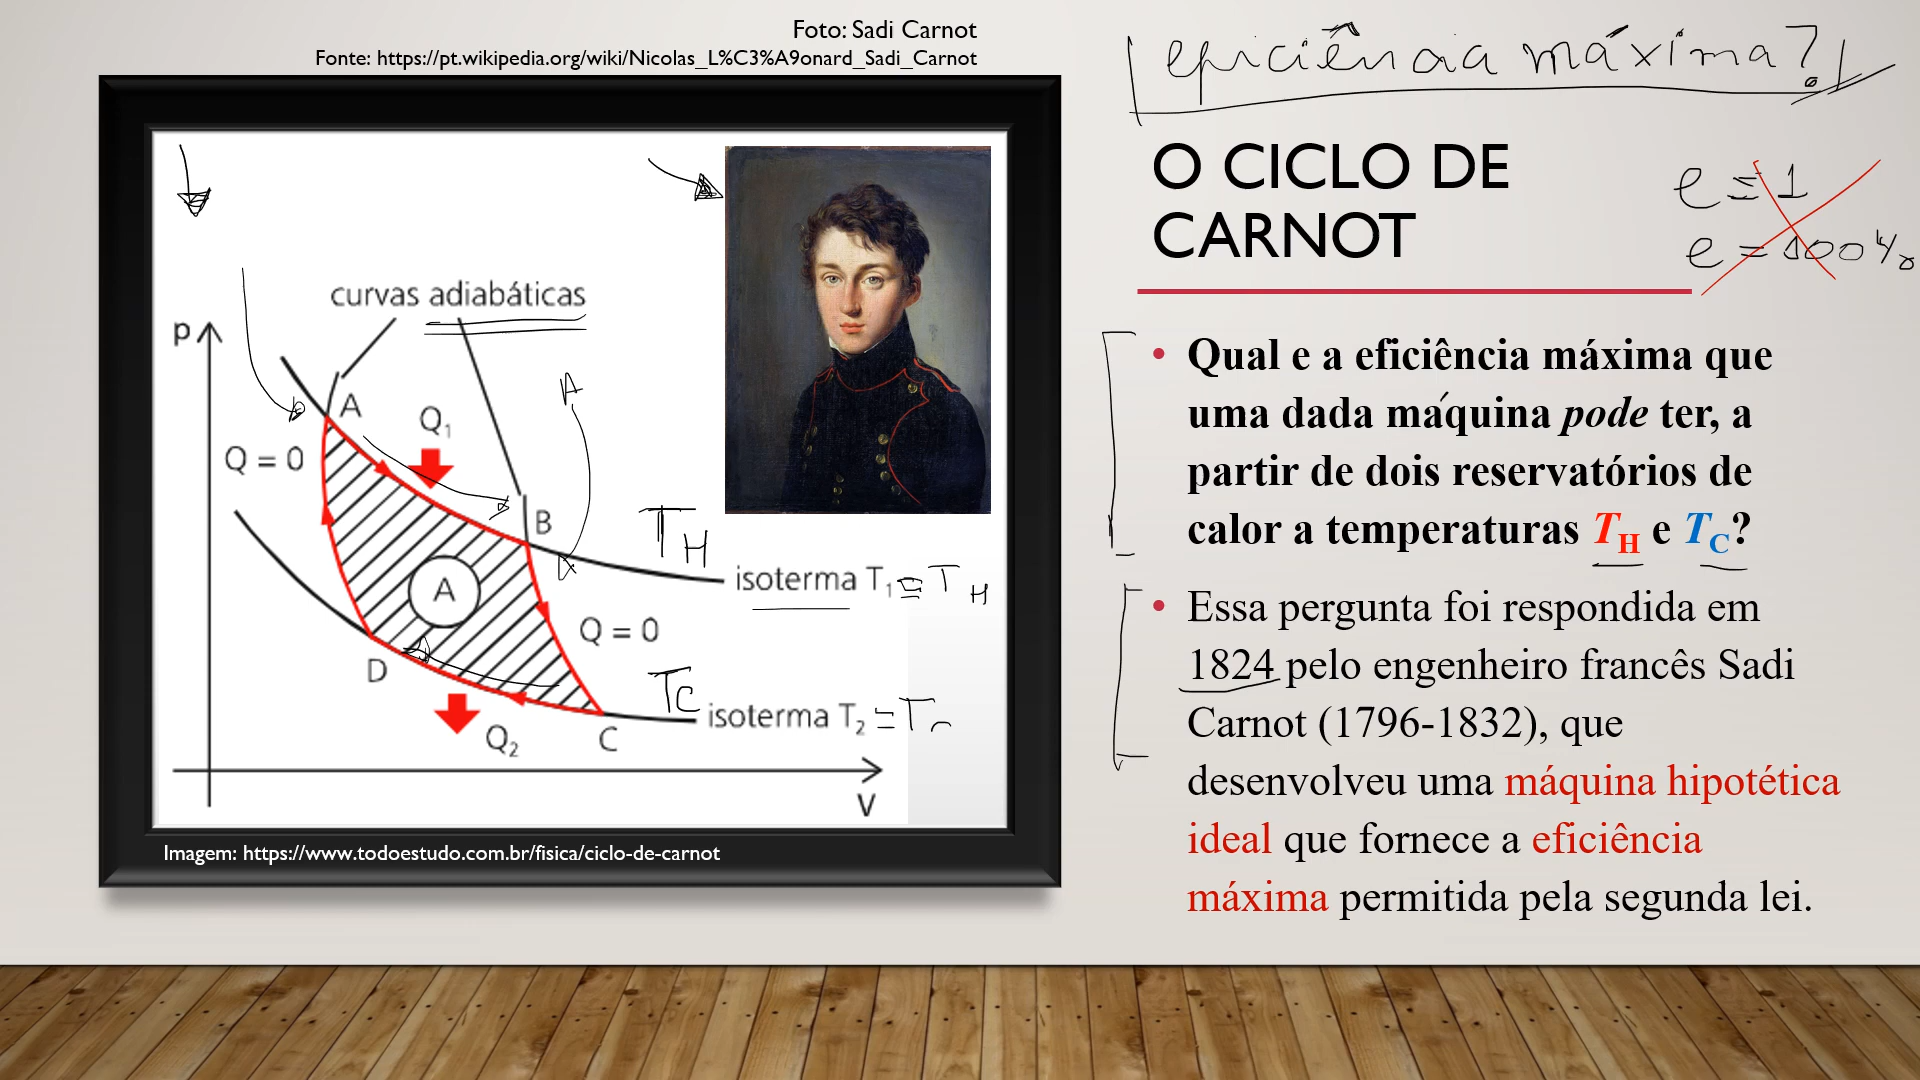 Foto: Sadi Carnot
Fonte: https://pt.wikipedia.org/wiki/Nicolas_L%C3%A9onard_Sadi_Carnot
eficiência máxima?
O CICLO DE
CARNOT
e = 1
e = 100%
curvas adiabáticas
p
A
Q1
A
Q = 0
B
TH
isoterma T1 = TH
A
Q = 0
D
TC
isoterma T2 = T
Q2
C
V
Imagem: https://www.todoestudo.com.br/fisica/ciclo-de-carnot
• Qual e a eficiência máxima que
uma dada máquina pode ter, a
partir de dois reservatórios de
calor a temperaturas TH e TC?
• Essa pergunta foi respondida em
1824 pelo engenheiro francês Sadi
Carnot (1796-1832), que
desenvolveu uma máquina hipotética
ideal que fornece a eficiência
máxima permitida pela segunda lei.